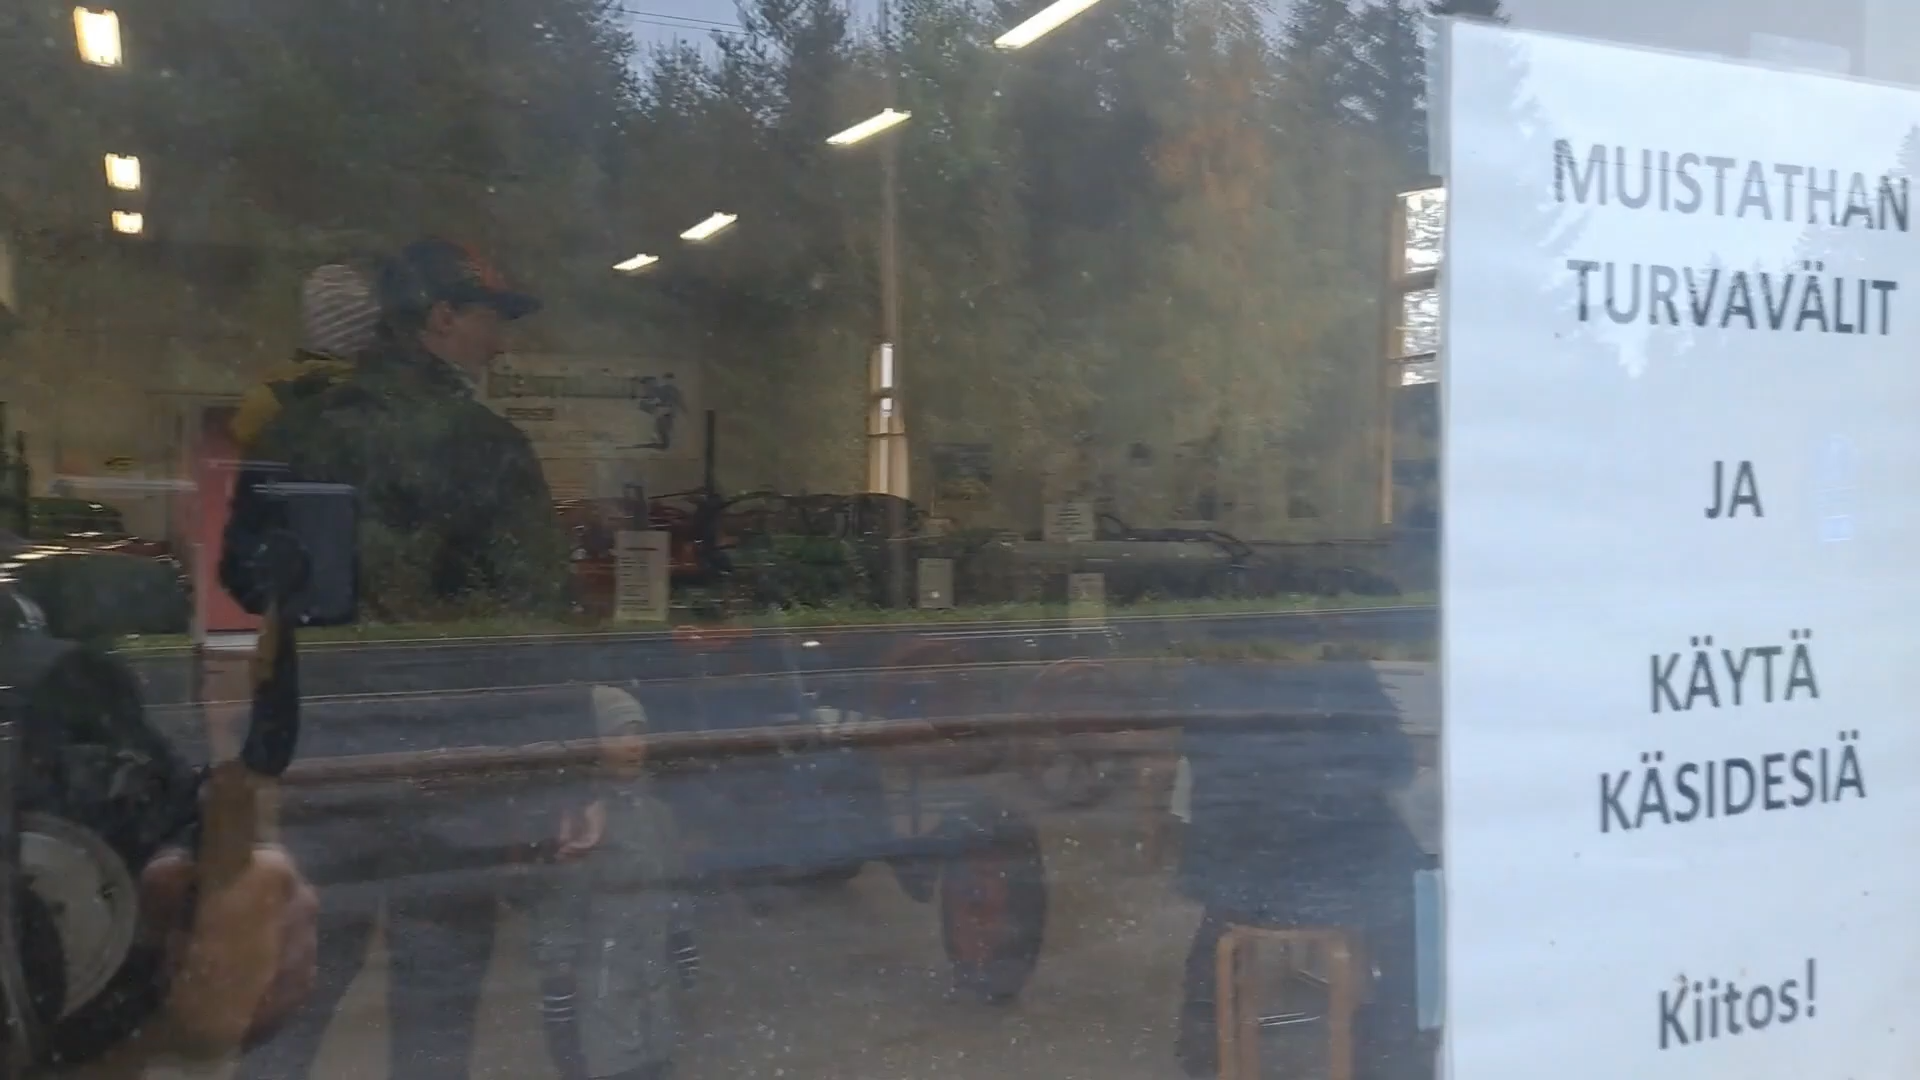 MUISTATHAN
TURVAVÄLIT
JA
KÄYTÄ
KÄSIDESIÄ
Kiitos!